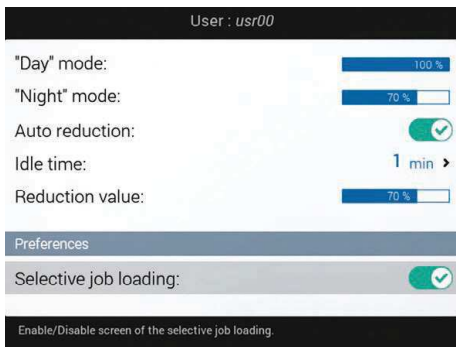 User : usr00
"Day" mode: 100 %
"Night" mode: 70 %
Auto reduction:
Idle time: 1 min >
Reduction value: 70 %
Preferences
Selective job loading:
Enable/Disable screen of the selective job loading.